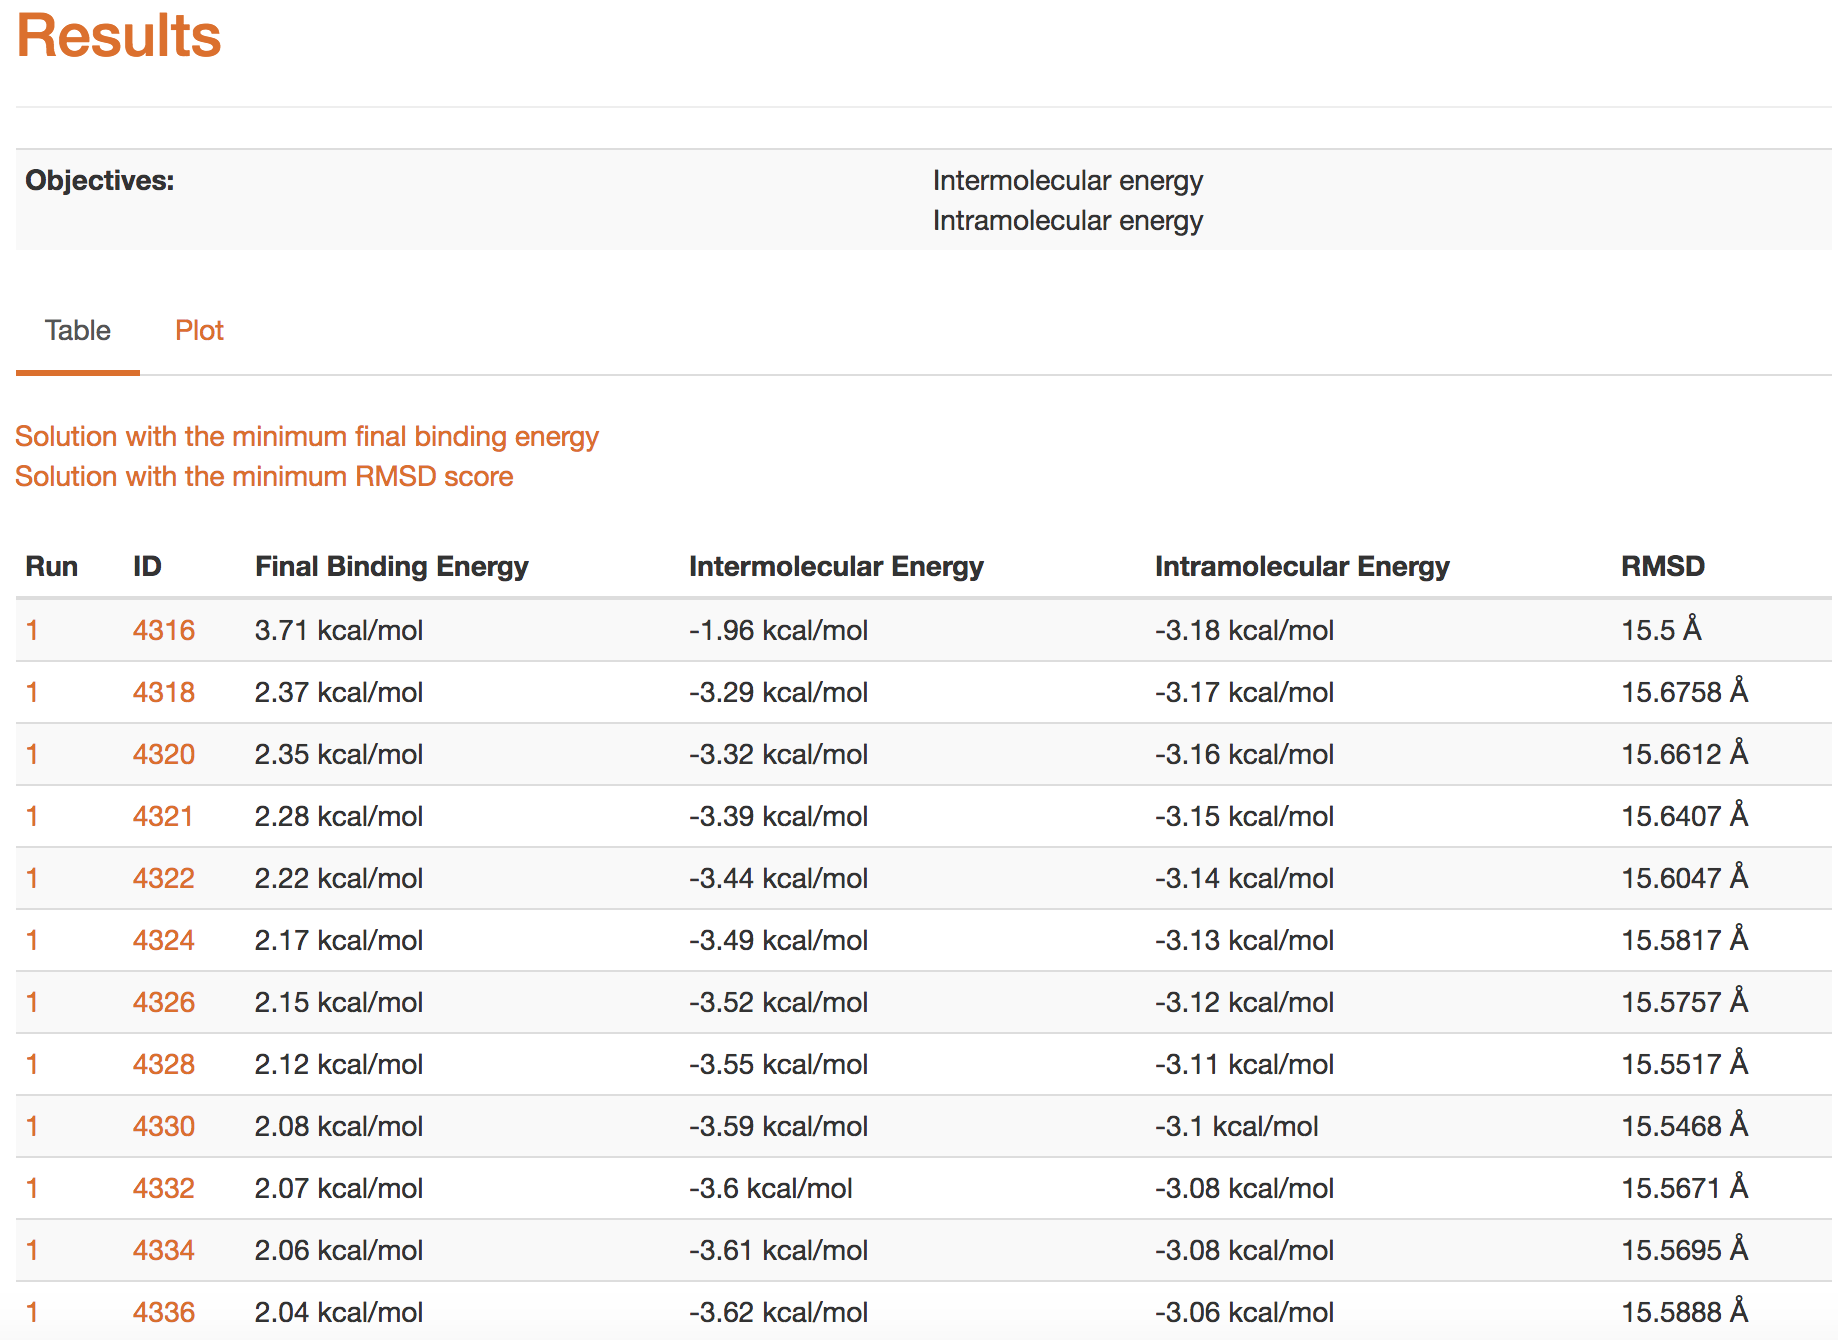 Results
Objectives: Intermolecular energy
Intramolecular energy
Table Plot
Solution with the minimum final binding energy
Solution with the minimum RMSD score
Run ID Final Binding Energy Intermolecular Energy Intramolecular Energy RMSD
1 4316 3.71 kcal/mol -1.96 kcal/mol -3.18 kcal/mol 15.5 Å
1 4318 2.37 kcal/mol -3.29 kcal/mol -3.17 kcal/mol 15.6758 Å
1 4320 2.35 kcal/mol -3.32 kcal/mol -3.16 kcal/mol 15.6612 Å
1 4321 2.28 kcal/mol -3.39 kcal/mol -3.15 kcal/mol 15.6407 Å
1 4322 2.22 kcal/mol -3.44 kcal/mol -3.14 kcal/mol 15.6047 Å
1 4324 2.17 kcal/mol -3.49 kcal/mol -3.13 kcal/mol 15.5817 Å
1 4326 2.15 kcal/mol -3.52 kcal/mol -3.12 kcal/mol 15.5757 Å
1 4328 2.12 kcal/mol -3.55 kcal/mol -3.11 kcal/mol 15.5517 Å
1 4330 2.08 kcal/mol -3.59 kcal/mol -3.1 kcal/mol 15.5468 Å
1 4332 2.07 kcal/mol -3.6 kcal/mol -3.08 kcal/mol 15.5671 Å
1 4334 2.06 kcal/mol -3.61 kcal/mol -3.08 kcal/mol 15.5695 Å
1 4336 2.04 kcal/mol -3.62 kcal/mol -3.06 kcal/mol 15.5888 Å